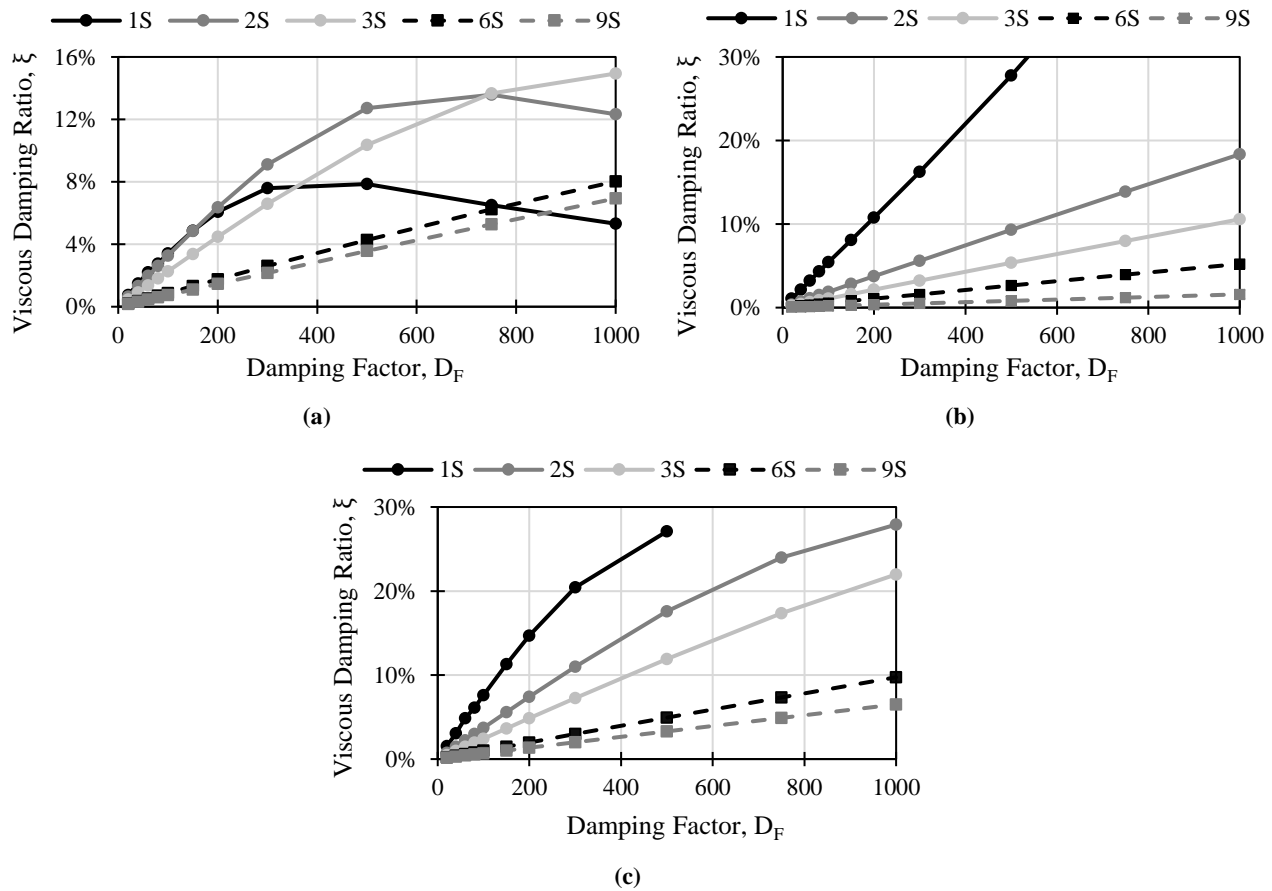 1S 2S 3S 6S 9S
Viscous Damping Ratio, ξ
16%
12%
8%
4%
0%
0 200 400 600 800 1000
Damping Factor, D_F
(a)
1S 2S 3S 6S 9S
Viscous Damping Ratio, ξ
30%
20%
10%
0%
0 200 400 600 800 1000
Damping Factor, D_F
(b)
1S 2S 3S 6S 9S
Viscous Damping Ratio, ξ
30%
20%
10%
0%
0 200 400 600 800 1000
Damping Factor, D_F
(c)